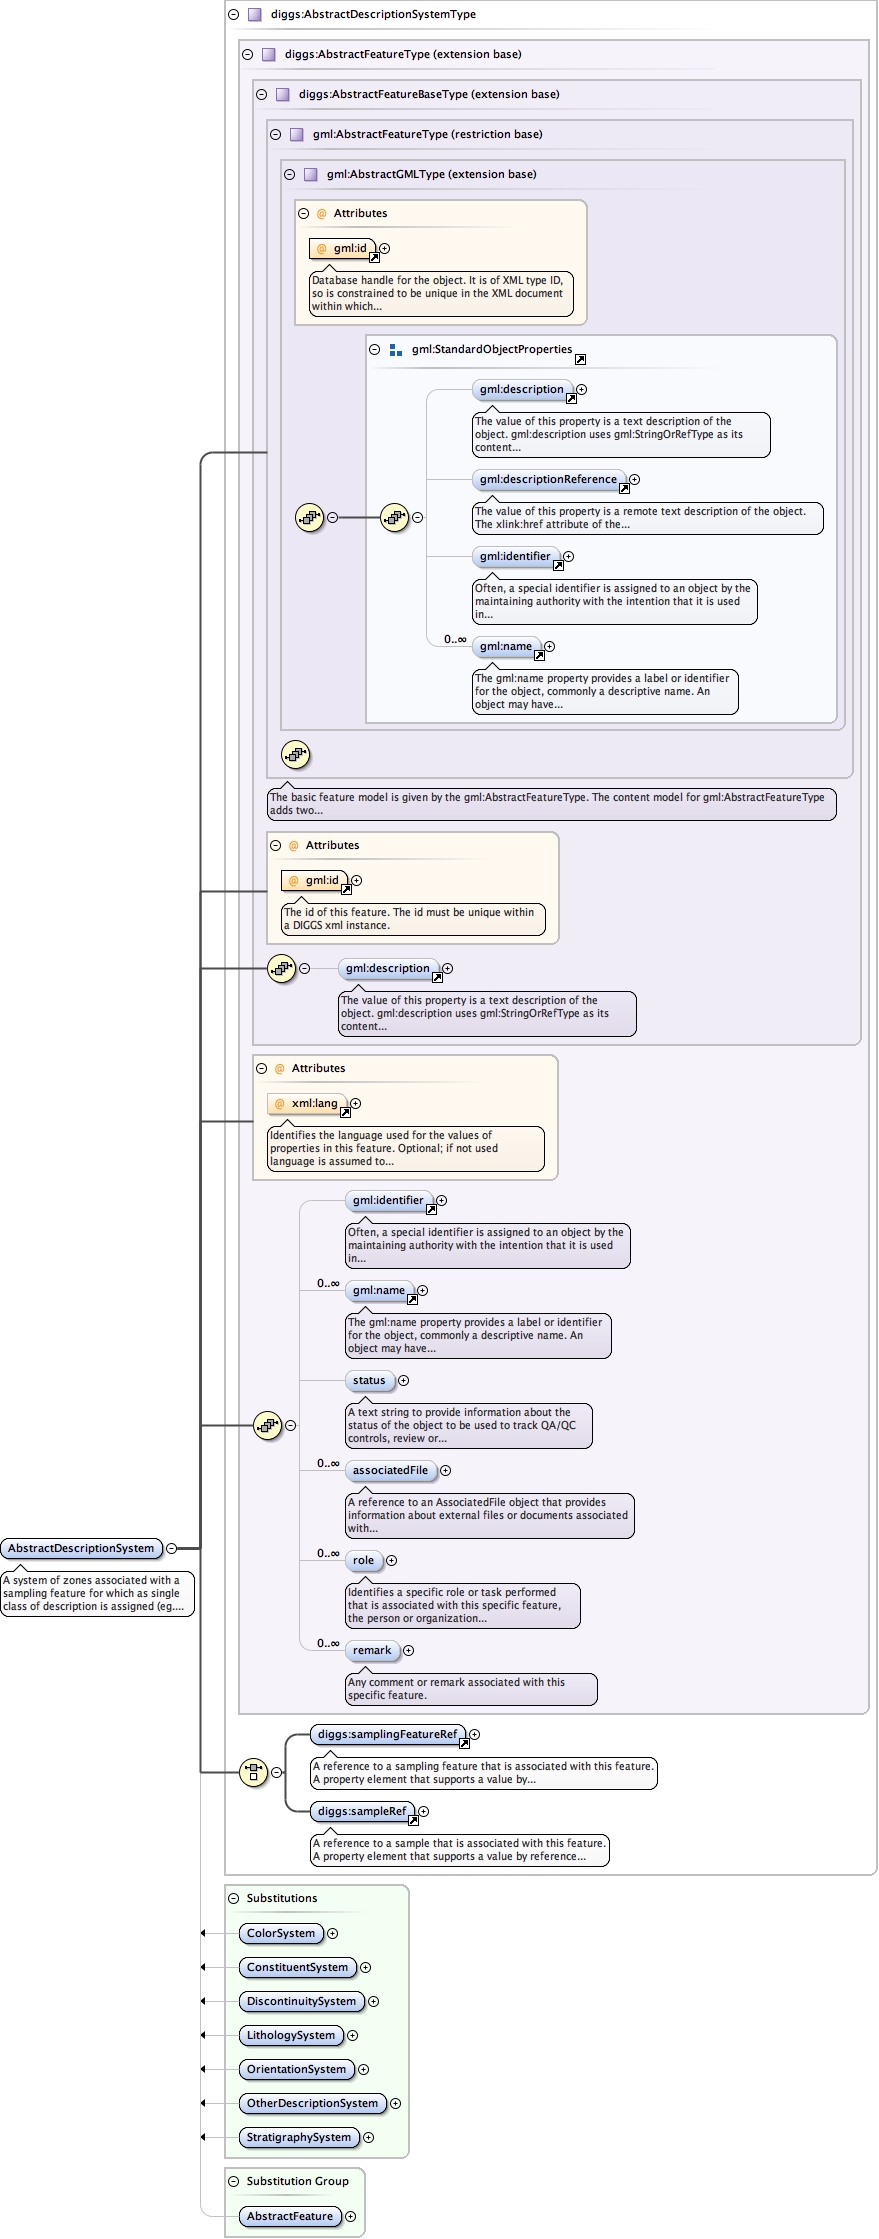 diggs:AbstractDescriptionSystemType
diggs:AbstractFeatureType (extension base)
diggs:AbstractFeatureBaseType (extension base)
gml:AbstractFeatureType (restriction base)
gml:AbstractGMLType (extension base)
@ Attributes
@ gml:id
Database handle for the object. It is of XML type ID,
so is constrained to be unique in the XML document
within which...
gml:StandardObjectProperties
gml:description
The value of this property is a text description of the
object. gml:description uses gml:StringOrRefType as its
content...
gml:descriptionReference
The value of this property is a remote text description of the object.
The xlink:href attribute of the...
gml:identifier
Often, a special identifier is assigned to an object by the
maintaining authority with the intention that it is used
in...
0..∞
gml:name
The gml:name property provides a label or identifier
for the object, commonly a descriptive name. An
object may have...
The basic feature model is given by the gml:AbstractFeatureType. The content model for gml:AbstractFeatureType
adds two...
@ Attributes
@ gml:id
The id of this feature. The id must be unique within
a DIGGS xml instance.
gml:description
The value of this property is a text description of the
object. gml:description uses gml:StringOrRefType as its
content...
@ Attributes
@ xml:lang
Identifies the language used for the values of
properties in this feature. Optional; if not used
language is assumed to...
gml:identifier
Often, a special identifier is assigned to an object by the
maintaining authority with the intention that it is used
in...
0..∞
gml:name
The gml:name property provides a label or identifier
for the object, commonly a descriptive name. An
object may have...
status
A text string to provide information about the
status of the object to be used to track QA/QC
controls, review or...
0..∞
associatedFile
A reference to an AssociatedFile object that provides
information about external files or documents associated
with...
0..∞
role
Identifies a specific role or task performed
that is associated with this specific feature,
the person or organization...
0..∞
remark
Any comment or remark associated with this
specific feature.
AbstractDescriptionSystem
A system of zones associated with a
sampling feature for which as single
class of description is assigned (eg....
diggs:samplingFeatureRef
A reference to a sampling feature that is associated with this feature.
A property element that supports a value by...
diggs:sampleRef
A reference to a sample that is associated with this feature.
A property element that supports a value by reference...
Substitutions
ColorSystem
ConstituentSystem
DiscontinuitySystem
LithologySystem
OrientationSystem
OtherDescriptionSystem
StratigraphySystem
Substitution Group
AbstractFeature